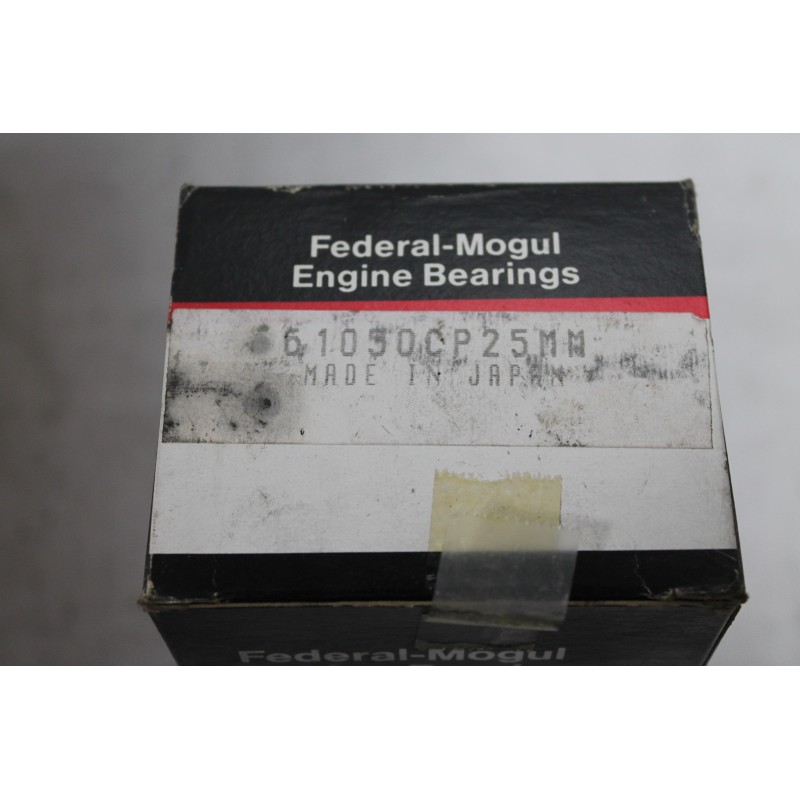 Federal-Mogul
Engine Bearings
61050CP25MM
MADE IN JAPAN
Federal-Mogul